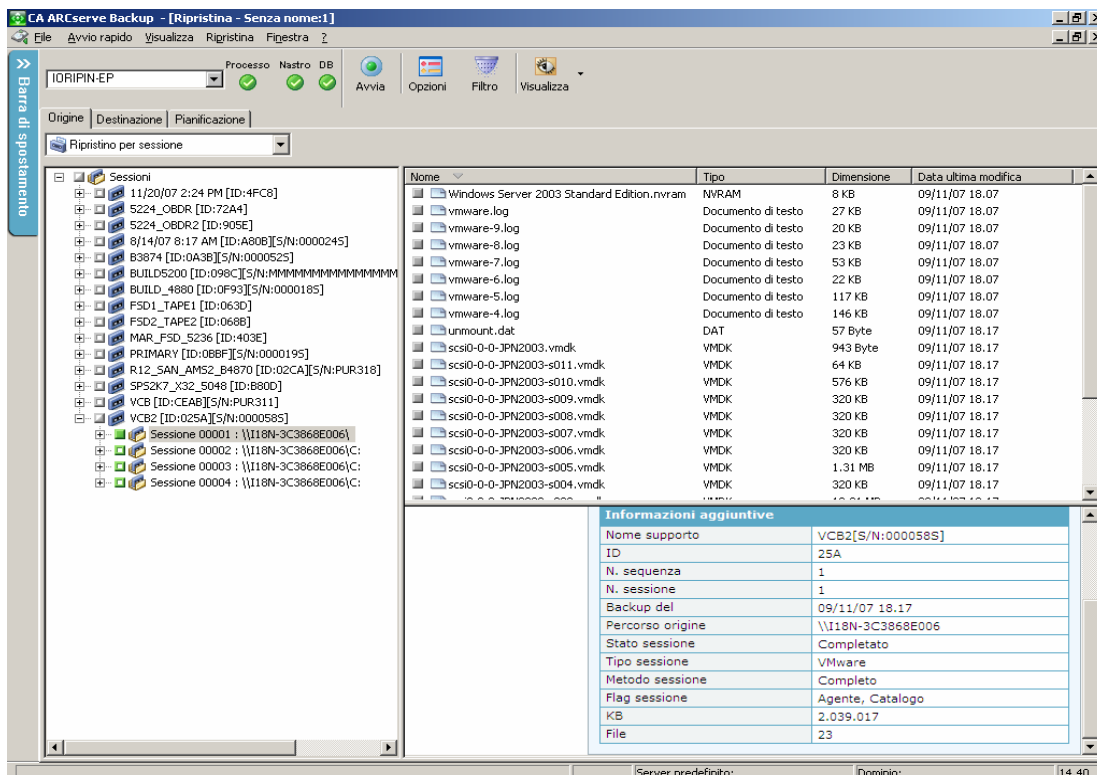 CA ARCserve Backup - [Ripristina - Senza nome:1]
File Avvio rapido Visualizza Ripristina Finestra ?
Barra di spostamento
IORIPIN-EP
Processo Nastro DB
Avvia Opzioni Filtro Visualizza
Origine Destinazione Pianificazione
Ripristino per sessione
Sessioni
11/20/07 2:24 PM [ID:4FC8]
5224_OBDR [ID:72A4]
5224_OBDR2 [ID:905E]
8/14/07 8:17 AM [ID:A80B][S/N:000024S]
B3874 [ID:0A3B][S/N:000052S]
BUILD5200 [ID:098C][S/N:MMMMMMMMMMMMMMMM
BUILD_4880 [ID:0F93][S/N:000018S]
FSD1_TAPE1 [ID:063D]
FSD2_TAPE2 [ID:068B]
MAR_FSD_5236 [ID:403E]
PRIMARY [ID:0BBF][S/N:000019S]
R12_SAN_AMS2_B4870 [ID:02CA][S/N:PUR318]
SPS2K7_X32_5048 [ID:B80D]
VCB [ID:CEAB][S/N:PUR311]
VCB2 [ID:025A][S/N:000058S]
Sessione 00001 : \\I18N-3C3868E006\
Sessione 00002 : \\I18N-3C3868E006\C:
Sessione 00003 : \\I18N-3C3868E006\C:
Sessione 00004 : \\I18N-3C3868E006\C:
Nome Tipo Dimensione Data ultima modifica
Windows Server 2003 Standard Edition.nvram NVRAM 8 KB 09/11/07 18.07
vmware.log Documento di testo 27 KB 09/11/07 18.07
vmware-9.log Documento di testo 20 KB 09/11/07 18.07
vmware-8.log Documento di testo 23 KB 09/11/07 18.07
vmware-7.log Documento di testo 53 KB 09/11/07 18.07
vmware-6.log Documento di testo 22 KB 09/11/07 18.07
vmware-5.log Documento di testo 117 KB 09/11/07 18.07
vmware-4.log Documento di testo 146 KB 09/11/07 18.07
unmount.dat DAT 57 Byte 09/11/07 18.17
scsi0-0-0-JPN2003.vmdk VMDK 943 Byte 09/11/07 18.17
scsi0-0-0-JPN2003-s011.vmdk VMDK 64 KB 09/11/07 18.17
scsi0-0-0-JPN2003-s010.vmdk VMDK 576 KB 09/11/07 18.17
scsi0-0-0-JPN2003-s009.vmdk VMDK 320 KB 09/11/07 18.17
scsi0-0-0-JPN2003-s008.vmdk VMDK 320 KB 09/11/07 18.17
scsi0-0-0-JPN2003-s007.vmdk VMDK 320 KB 09/11/07 18.17
scsi0-0-0-JPN2003-s006.vmdk VMDK 320 KB 09/11/07 18.17
scsi0-0-0-JPN2003-s005.vmdk VMDK 1.31 MB 09/11/07 18.17
scsi0-0-0-JPN2003-s004.vmdk VMDK 320 KB 09/11/07 18.17
Informazioni aggiuntive
Nome supporto VCB2[S/N:000058S]
ID 25A
N. sequenza 1
N. sessione 1
Backup del 09/11/07 18.17
Percorso origine \\I18N-3C3868E006
Stato sessione Completato
Tipo sessione VMware
Metodo sessione Completo
Flag sessione Agente, Catalogo
KB 2.039.017
File 23
Server predefinito: Dominio: 14.40